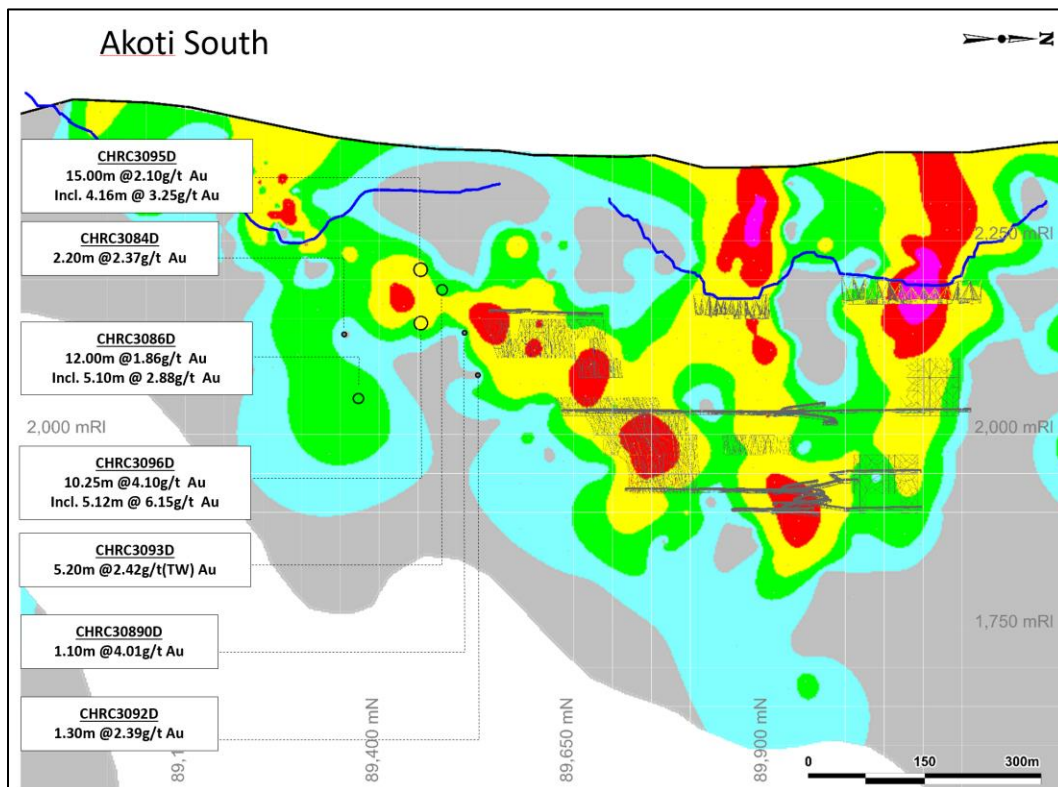 Akoti South
N
CHRC3095D
15.00m @2.10g/t Au
Incl. 4.16m @ 3.25g/t Au
CHRC3084D
2.20m @2.37g/t Au
2,250 mRl
CHRC3086D
12.00m @1.86g/t Au
Incl. 5.10m @ 2.88g/t Au
2,000 mRl
2,000 mRl
CHRC3096D
10.25m @4.10g/t Au
Incl. 5.12m @ 6.15g/t Au
CHRC3093D
5.20m @2.42g/t(TW) Au
CHRC30890D
1.10m @4.01g/t Au
1,750 mRl
CHRC3092D
1.30m @2.39g/t Au
89,400 mN
89,650 mN
89,900 mN
0 150 300m